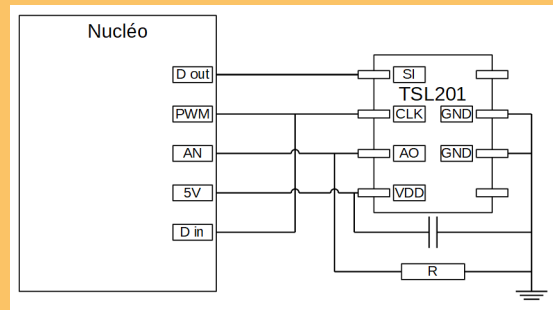 Nucléo
D out
SI
TSL201
PWM
CLK
GND
AN
AO
GND
5V
VDD
D in
R